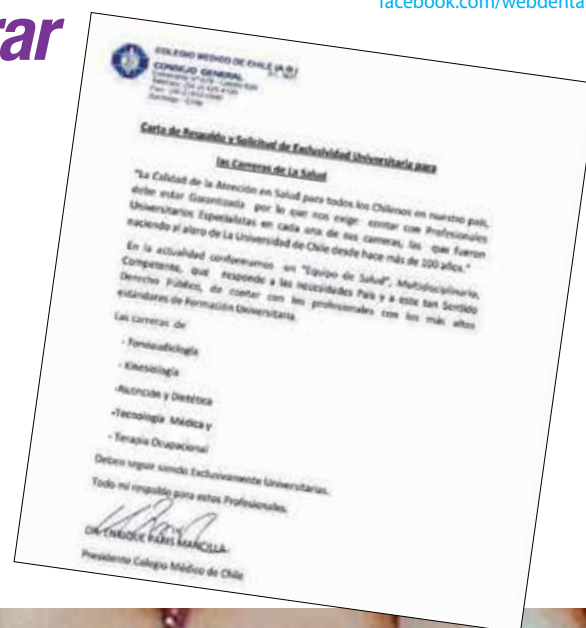 facebook.com/webdental
rar
COLEGIO MEDICO DE CHILE (A.G.)
CONSEJO GENERAL
Santiago - Chile
Carta de Respaldo y Solicitud de Exclusividad Universitaria para
las Carreras de La Salud
"La Calidad de la Atención en Salud para todos los Chilenos en nuestro país,
debe estar Garantizada por lo que nos exige contar con Profesionales
Universitarios Especialistas en cada una de sus carreras, las que fueron
naciendo al alero de La Universidad de Chile desde hace más de 100 años."
En la actualidad conformamos un "Equipo de Salud", Multidisciplinario,
Competente, que responde a las necesidades País y a este tan Sentido
Derecho Público, de contar con los profesionales con los más altos
estándares de Formación Universitaria.
Las carreras de
- Fonoaudiología
- Kinesiología
-Nutrición y Dietética
-Tecnología Médica y
- Terapia Ocupacional
Deben seguir siendo Exclusivamente Universitarias.
Todo mi respaldo para estos Profesionales.
DR. ENRIQUE PARIS MANCILLA
Presidente Colegio Médico de Chile